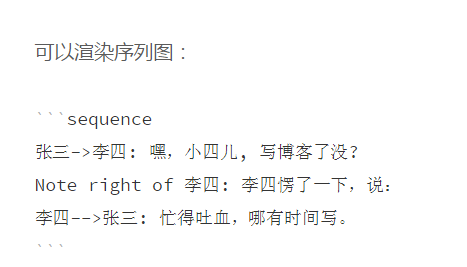 可以渲染序列图：
```sequence
张三->李四: 嘿，小四儿, 写博客了没?
Note right of 李四: 李四愣了一下，说：
李四-->张三: 忙得吐血，哪有时间写。
```